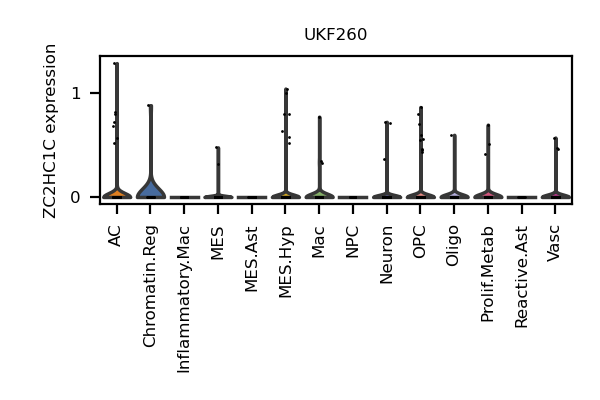 UKF260
ZC2HC1C expression
1
0
AC
Chromatin.Reg
Inflammatory.Mac
MES
MES.Ast
MES.Hyp
Mac
NPC
Neuron
OPC
Oligo
Prolif.Metab
Reactive.Ast
Vasc